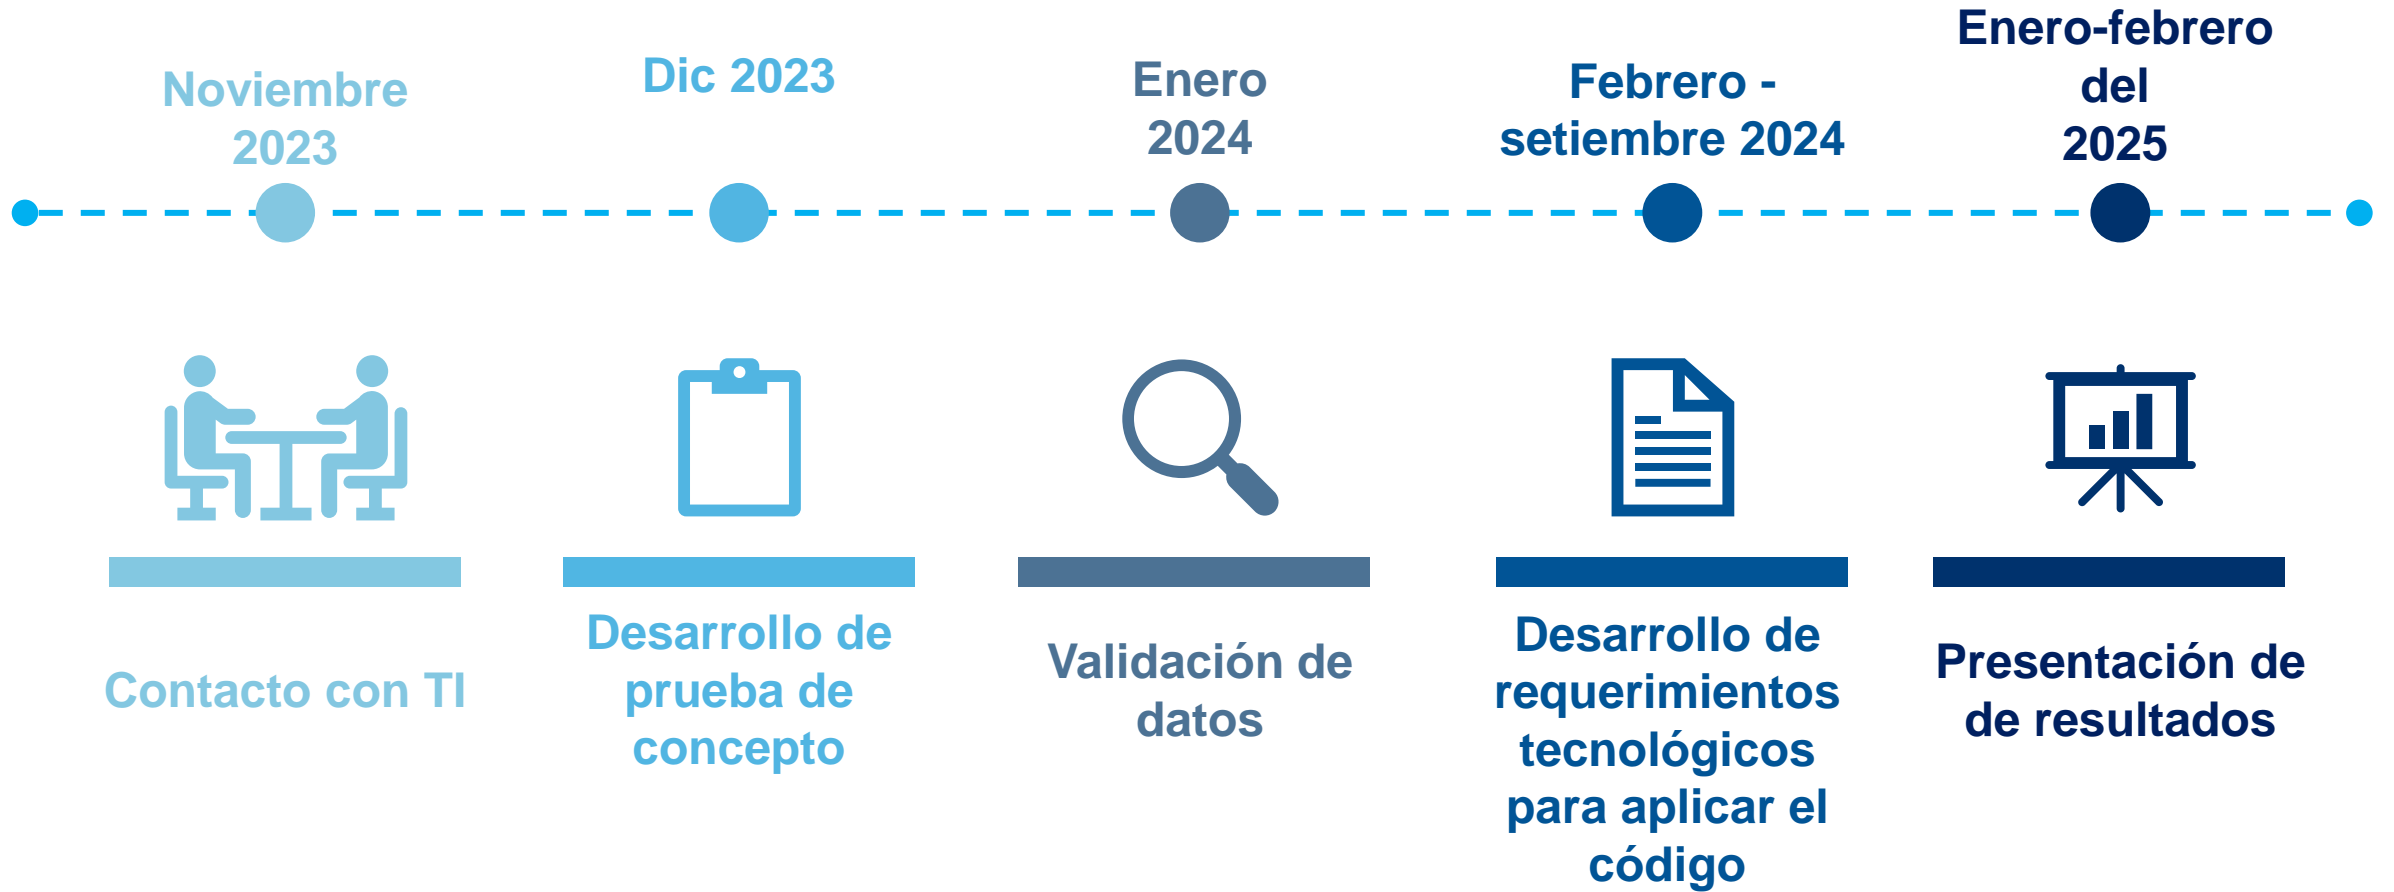 Noviembre
2023
Dic 2023
Enero
2024
Febrero -
setiembre 2024
Enero-febrero
del
2025
Contacto con TI
Desarrollo de
prueba de
concepto
Validación de
datos
Desarrollo de
requerimientos
tecnológicos
para aplicar el
código
Presentación de
de resultados